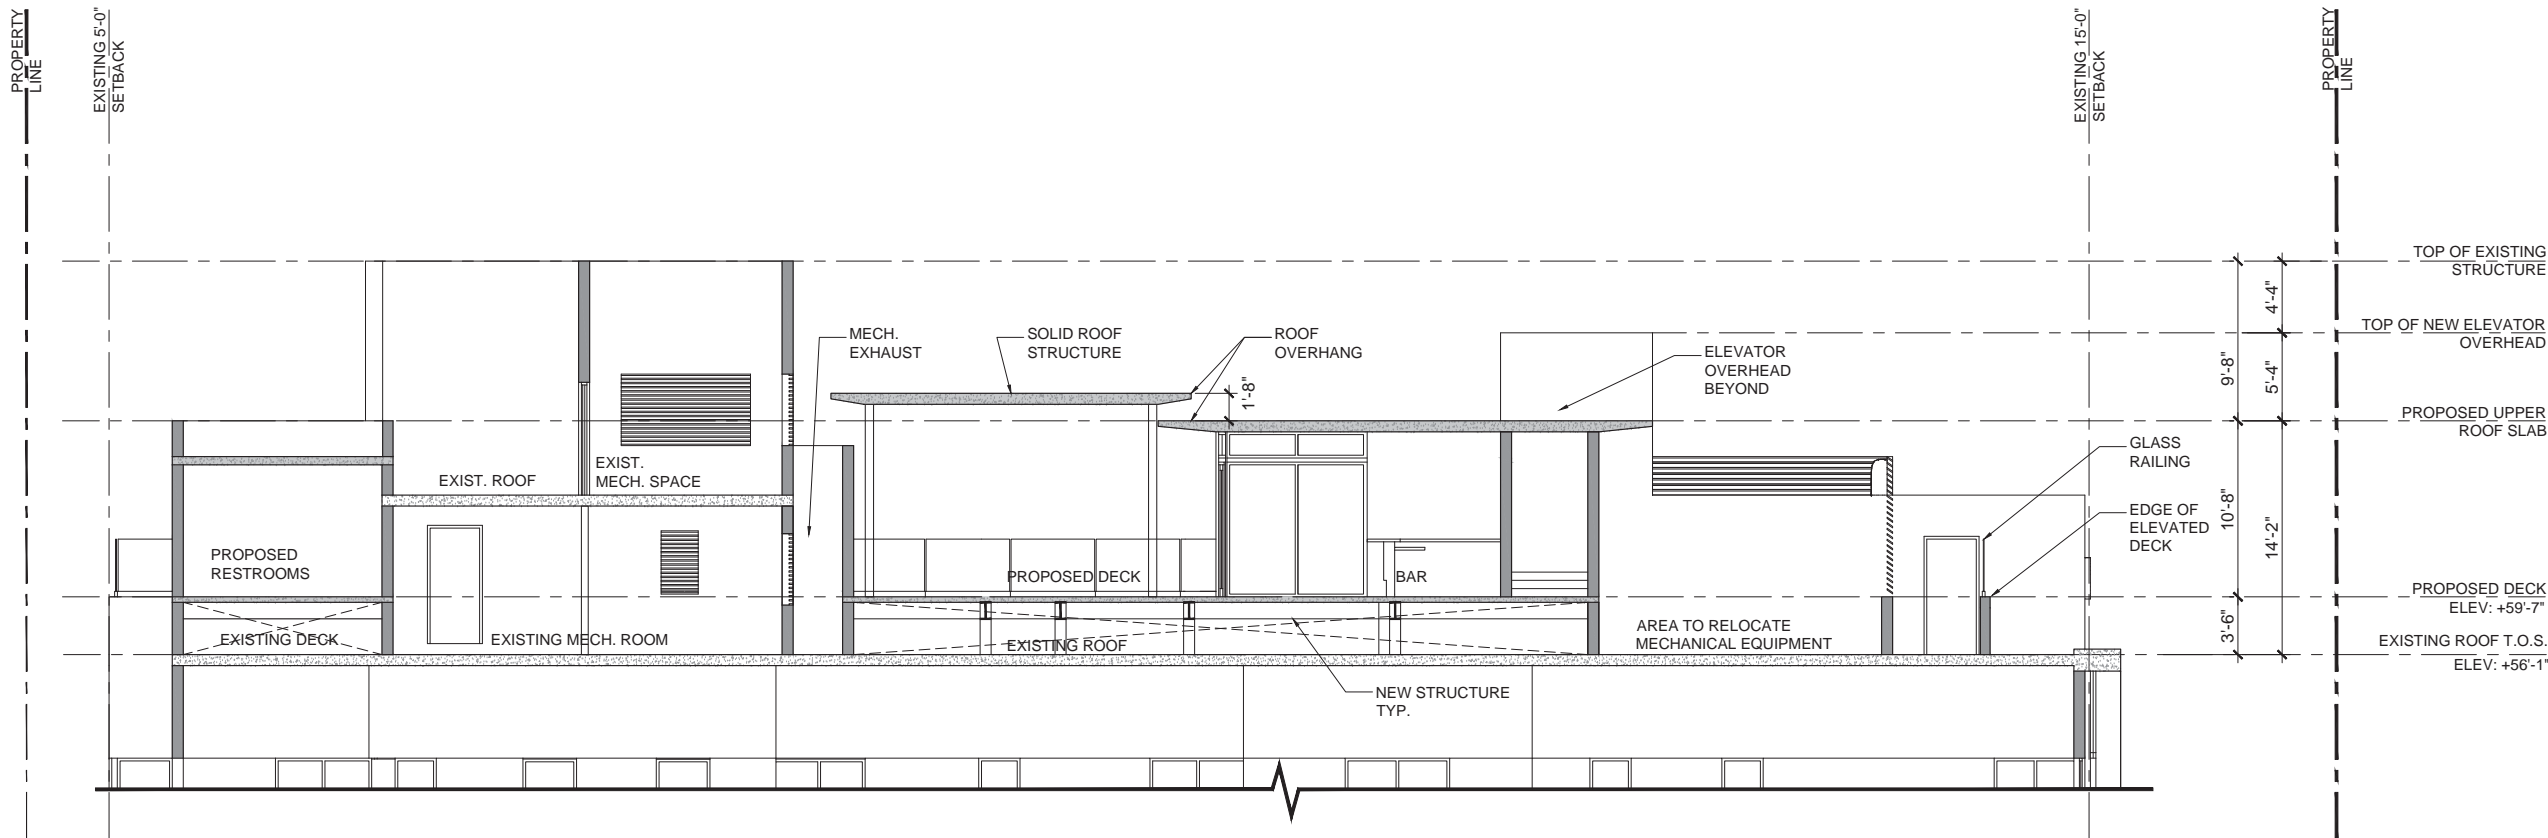 PROPERTY
LINE
EXISTING 5'-0"
SETBACK
EXISTING 15'-0"
SETBACK
PROPERTY
LINE
TOP OF EXISTING
STRUCTURE
4'-4"
TOP OF NEW ELEVATOR
OVERHEAD
MECH.
EXHAUST
SOLID ROOF
STRUCTURE
ROOF
OVERHANG
ELEVATOR
OVERHEAD
BEYOND
9'-8"
5'-4"
1'-8"
PROPOSED UPPER
ROOF SLAB
GLASS
RAILING
EXIST. ROOF
EXIST.
MECH. SPACE
EDGE OF
ELEVATED
DECK
10'-8"
14'-2"
PROPOSED
RESTROOMS
PROPOSED DECK
BAR
PROPOSED DECK
ELEV: +59'-7"
3'-6"
EXISTING DECK
EXISTING MECH. ROOM
EXISTING ROOF
AREA TO RELOCATE
MECHANICAL EQUIPMENT
EXISTING ROOF T.O.S.
ELEV: +56'-1"
NEW STRUCTURE
TYP.